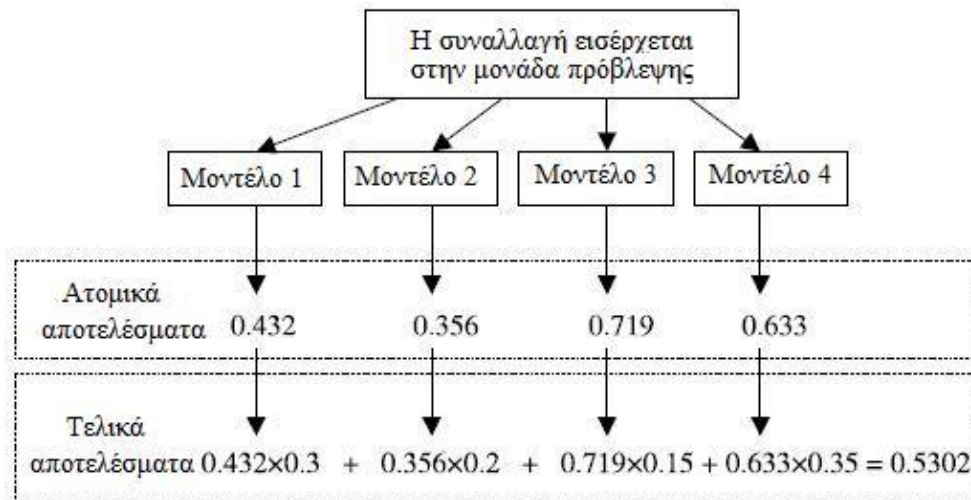 Η συναλλαγή εισέρχεται
στην μονάδα πρόβλεψης
Μοντέλο 1
Μοντέλο 2
Μοντέλο 3
Μοντέλο 4
Ατομικά
αποτελέσματα 0.432 0.356 0.719 0.633
Τελικά
αποτελέσματα 0.432×0.3 + 0.356×0.2 + 0.719×0.15 + 0.633×0.35 = 0.5302